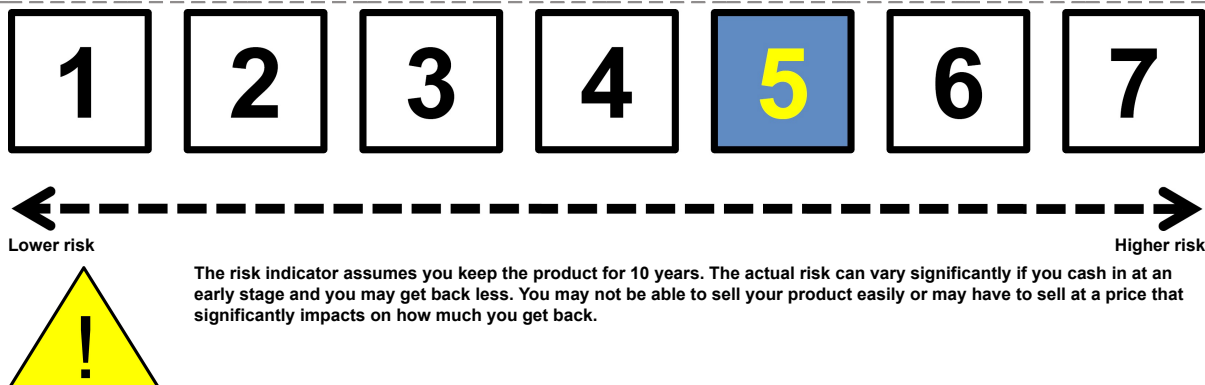 1 2 3 4 5 6 7
Lower risk Higher risk
!
The risk indicator assumes you keep the product for 10 years. The actual risk can vary significantly if you cash in at an
early stage and you may get back less. You may not be able to sell your product easily or may have to sell at a price that
significantly impacts on how much you get back.